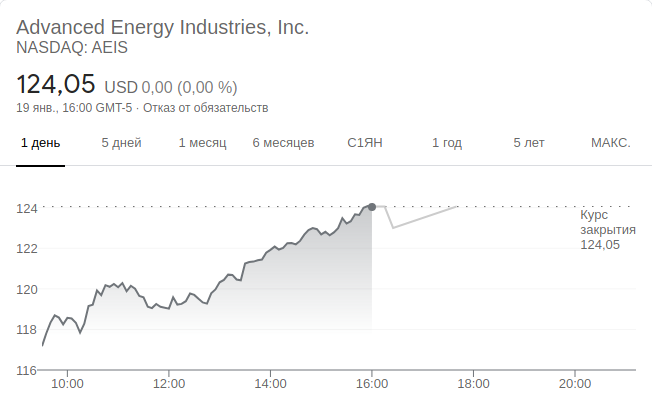 Advanced Energy Industries, Inc.
NASDAQ: AEIS
124,05 USD 0,00 (0,00 %)
19 янв., 16:00 GMT-5 · Отказ от обязательств
1 день 5 дней 1 месяц 6 месяцев С1ЯН 1 год 5 лет МАКС.
124
Курс
закрытия
124,05
122
120
118
116
10:00 12:00 14:00 16:00 18:00 20:00